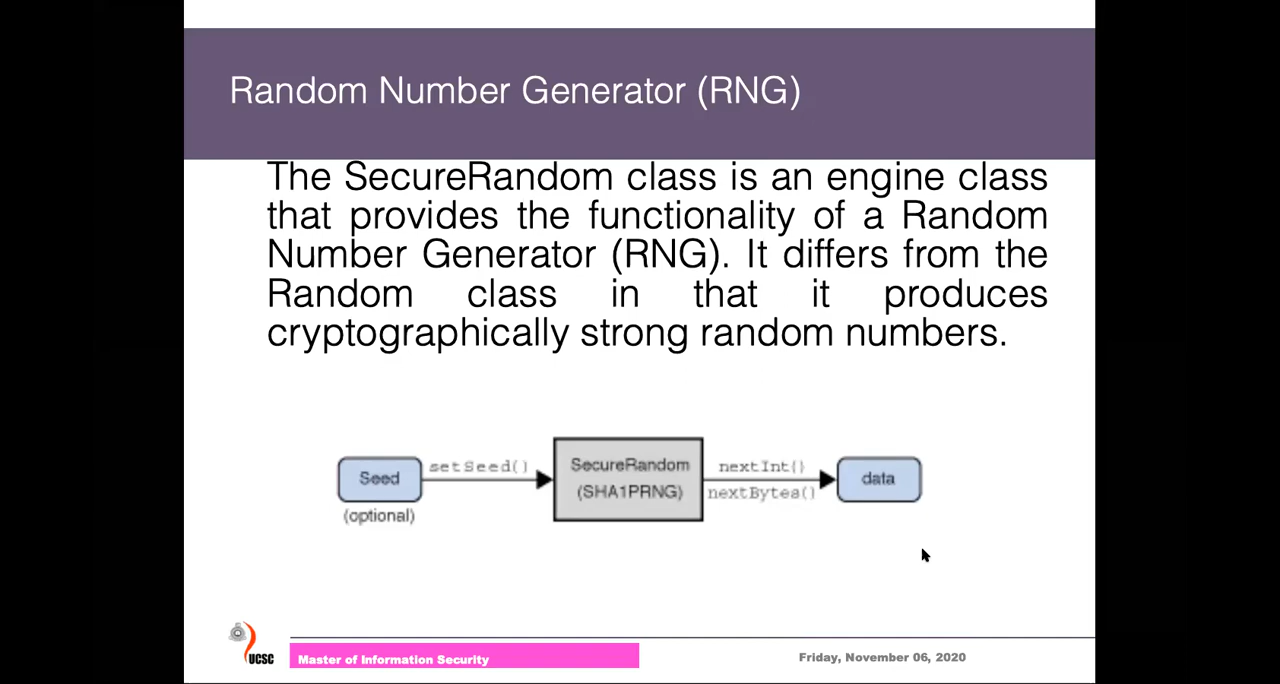 Random Number Generator (RNG)
The SecureRandom class is an engine class
that provides the functionality of a Random
Number Generator (RNG). It differs from the
Random class in that it produces
cryptographically strong random numbers.
Seed
(optional)
setSeed()
SecureRandom
(SHA1PRNG)
nextInt()
nextBytes()
data
UCSC
Master of Information Security
Friday, November 06, 2020